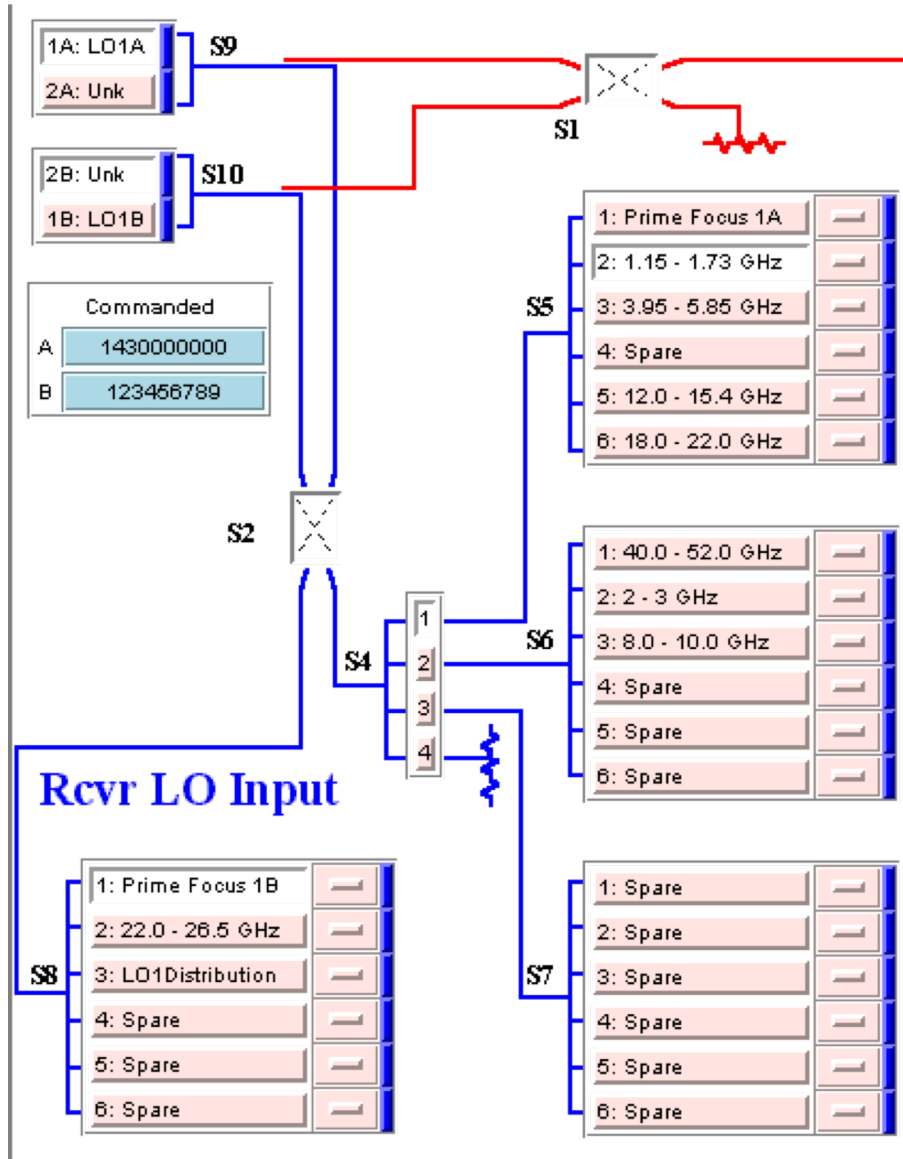 1A: LO1A
S9
2A: Unk
S1
2B: Unk
S10
1B: LO1B
Commanded
A 1430000000
B 123456789
1: Prime Focus 1A
2: 1.15 - 1.73 GHz
S5
3: 3.95 - 5.85 GHz
4: Spare
5: 12.0 - 15.4 GHz
6: 18.0 - 22.0 GHz
S2
S4
1
2
3
4
1: 40.0 - 52.0 GHz
2: 2 - 3 GHz
S6
3: 8.0 - 10.0 GHz
4: Spare
5: Spare
6: Spare
Rcvr LO Input
1: Prime Focus 1B
2: 22.0 - 26.5 GHz
S8
3: LO1Distribution
4: Spare
5: Spare
6: Spare
1: Spare
2: Spare
S7
3: Spare
4: Spare
5: Spare
6: Spare